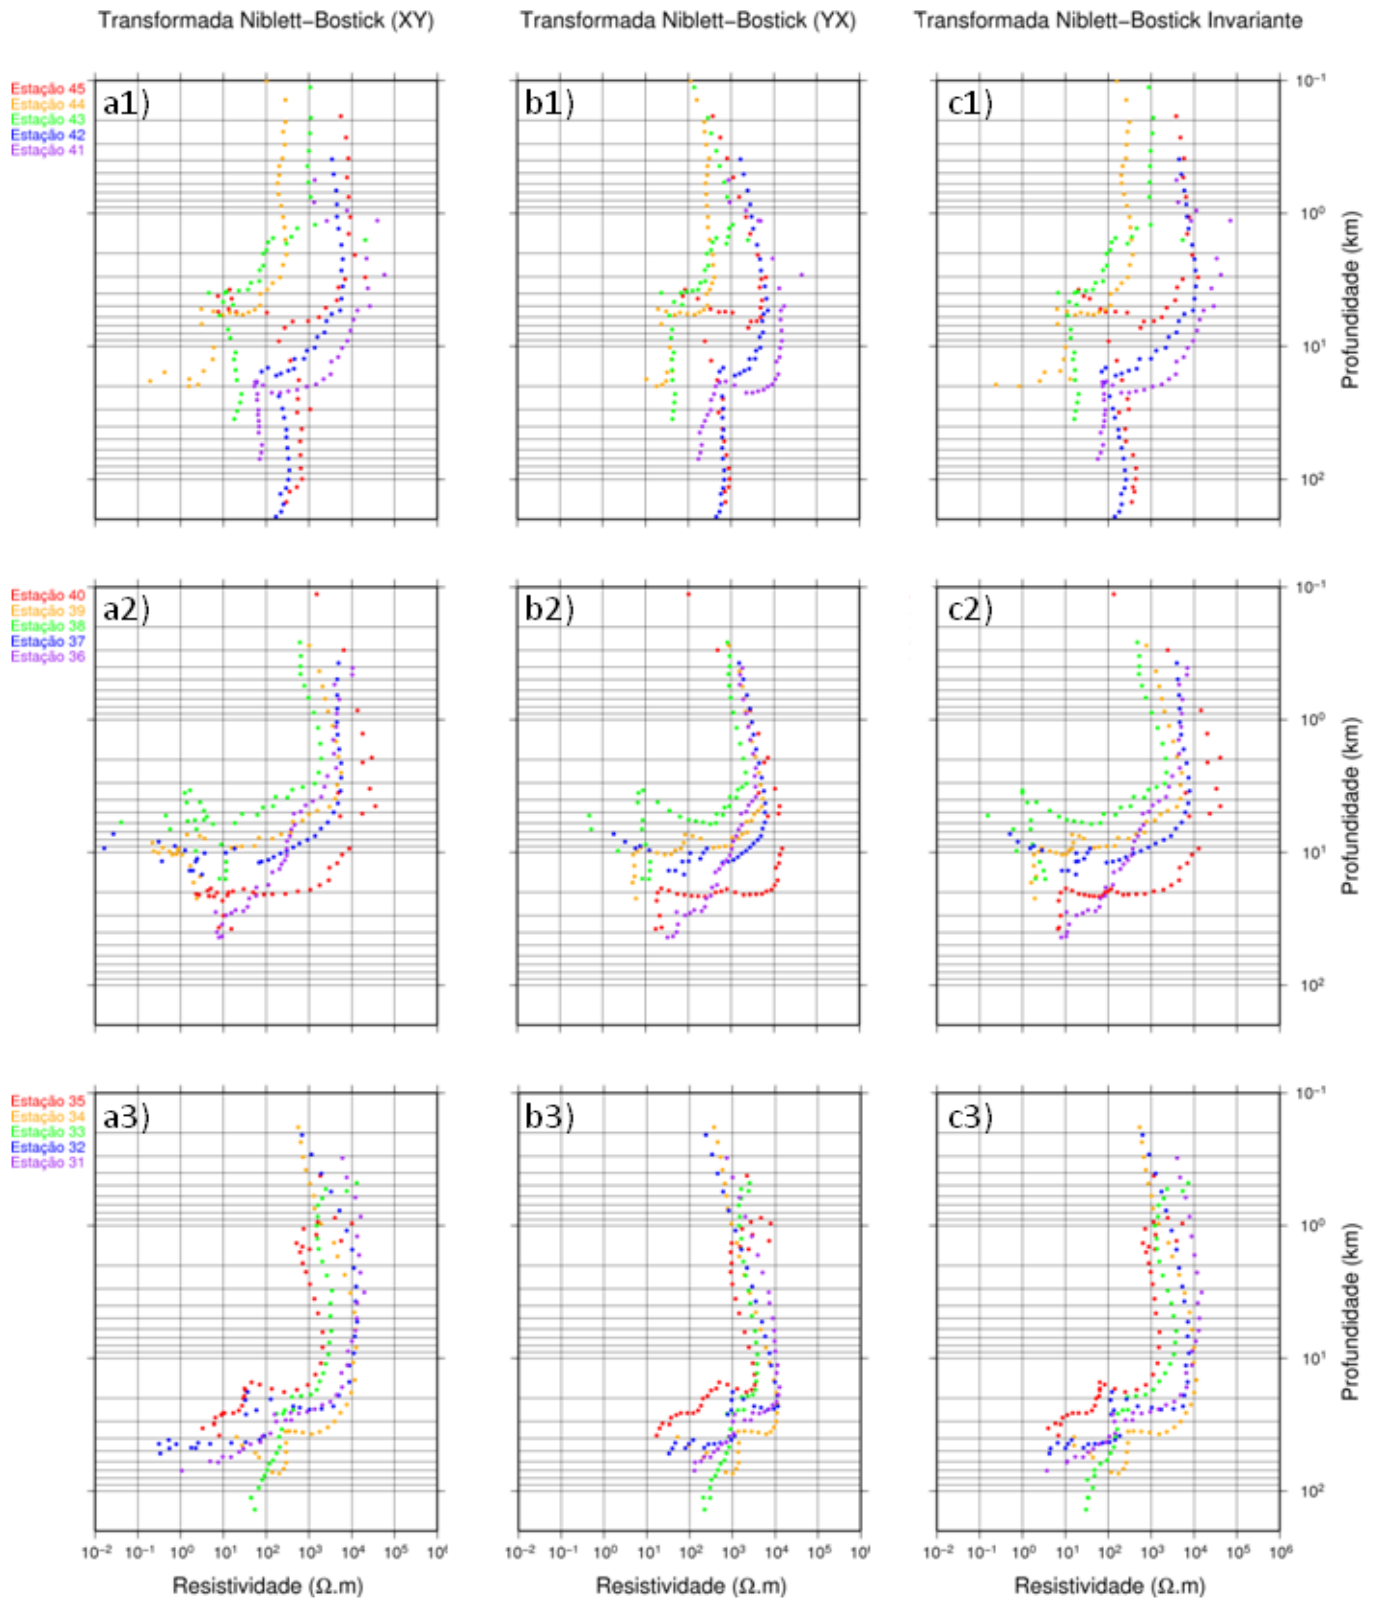 Transformada Niblett−Bostick (XY)
Transformada Niblett−Bostick (YX)
Transformada Niblett−Bostick Invariante
Estação 45
Estação 44
Estação 43
Estação 42
Estação 41
a1)
b1)
c1)
10⁻¹
10⁰
10¹
10²
Profundidade (km)
Estação 40
Estação 39
Estação 38
Estação 37
Estação 36
a2)
b2)
c2)
10⁻¹
10⁰
10¹
10²
Profundidade (km)
Estação 35
Estação 34
Estação 33
Estação 32
Estação 31
a3)
b3)
c3)
10⁻¹
10⁰
10¹
10²
Profundidade (km)
10⁻² 10⁻¹ 10⁰ 10¹ 10² 10³ 10⁴ 10⁵
10⁻² 10⁻¹ 10⁰ 10¹ 10² 10³ 10⁴ 10⁵
10⁻² 10⁻¹ 10⁰ 10¹ 10² 10³ 10⁴ 10⁵ 10⁶
Resistividade (Ω.m)
Resistividade (Ω.m)
Resistividade (Ω.m)